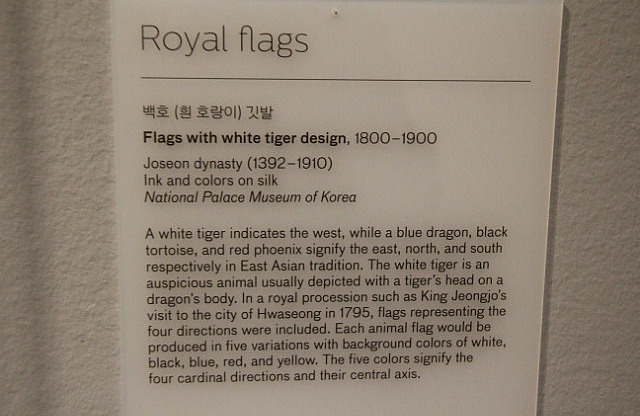 Royal flags
백호 (흰 호랑이) 깃발
Flags with white tiger design, 1800–1900
Joseon dynasty (1392–1910)
Ink and colors on silk
National Palace Museum of Korea
A white tiger indicates the west, while a blue dragon, black
tortoise, and red phoenix signify the east, north, and south
respectively in East Asian tradition. The white tiger is an
auspicious animal usually depicted with a tiger's head on a
dragon's body. In a royal procession such as King Jeongjo's
visit to the city of Hwaseong in 1795, flags representing the
four directions were included. Each animal flag would be
produced in five variations with background colors of white,
black, blue, red, and yellow. The five colors signify the
four cardinal directions and their central axis.